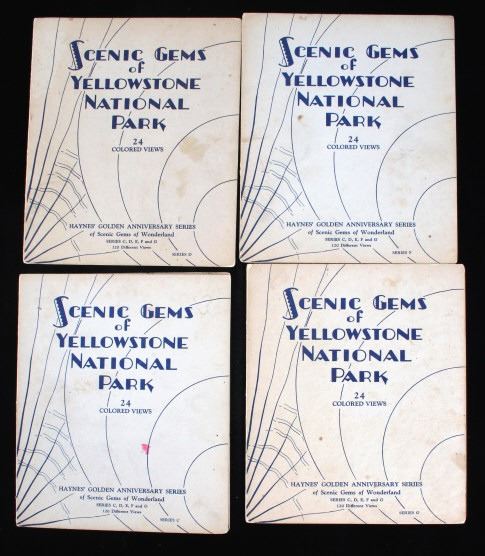 Scenic Gems
of
Yellowstone
National
Park
24
COLORED VIEWS
HAYNES' GOLDEN ANNIVERSARY SERIES
of Scenic Gems of Wonderland
SERIES C, D, E, F and G
120 Different Views
SERIES D
Scenic Gems
of
Yellowstone
National
Park
24
COLORED VIEWS
HAYNES' GOLDEN ANNIVERSARY SERIES
of Scenic Gems of Wonderland
SERIES C, D, E, F and G
120 Different Views
SERIES F
Scenic Gems
of
Yellowstone
National
Park
24
COLORED VIEWS
HAYNES' GOLDEN ANNIVERSARY SERIES
of Scenic Gems of Wonderland
SERIES C, D, E, F and G
120 Different Views
SERIES C
Scenic Gems
of
Yellowstone
National
Park
24
COLORED VIEWS
HAYNES' GOLDEN ANNIVERSARY SERIES
of Scenic Gems of Wonderland
SERIES C, D, E, F and G
120 Different Views
SERIES G